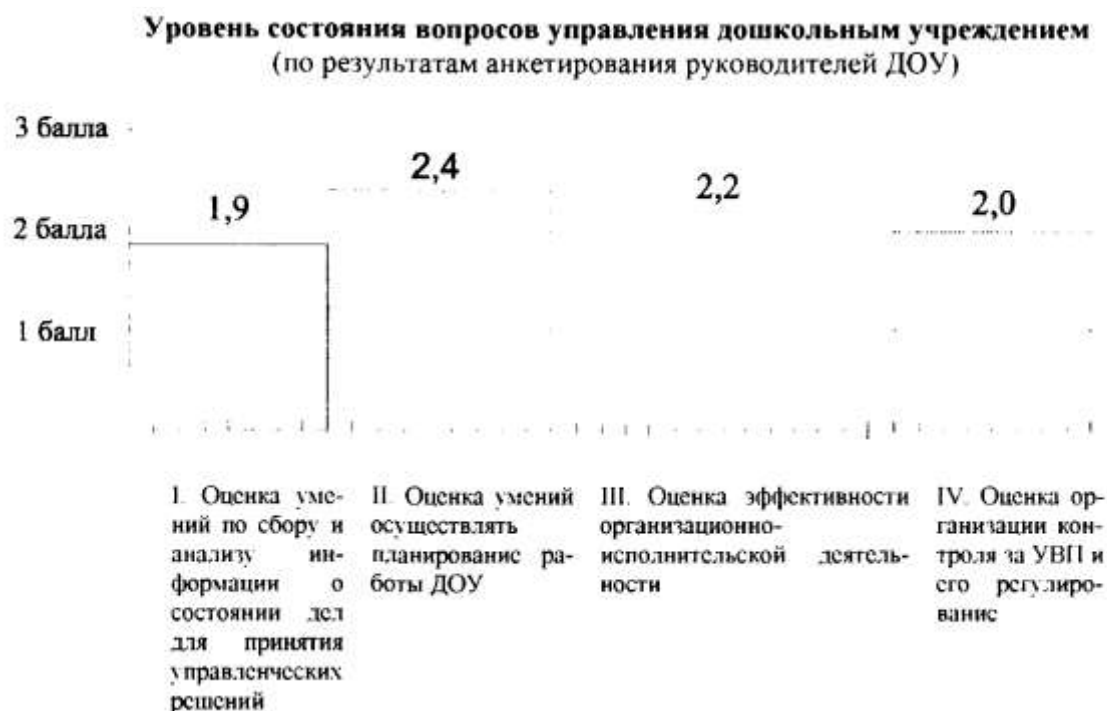 Уровень состояния вопросов управления дошкольным учреждением
(по результатам анкетирования руководителей ДОУ)
3 балла
2,4
2,2
1,9
2,0
2 балла
1 балл
I. Оценка уме-
ний по сбору и
анализу ин-
формации о
состоянии дел
для принятия
управленческих
решений
II. Оценка умений
осуществлять
планирование ра-
боты ДОУ
III. Оценка эффективности
организационно-
исполнительской деятель-
ности
IV. Оценка ор-
ганизации кон-
троля за УВП и
его регулиро-
вание